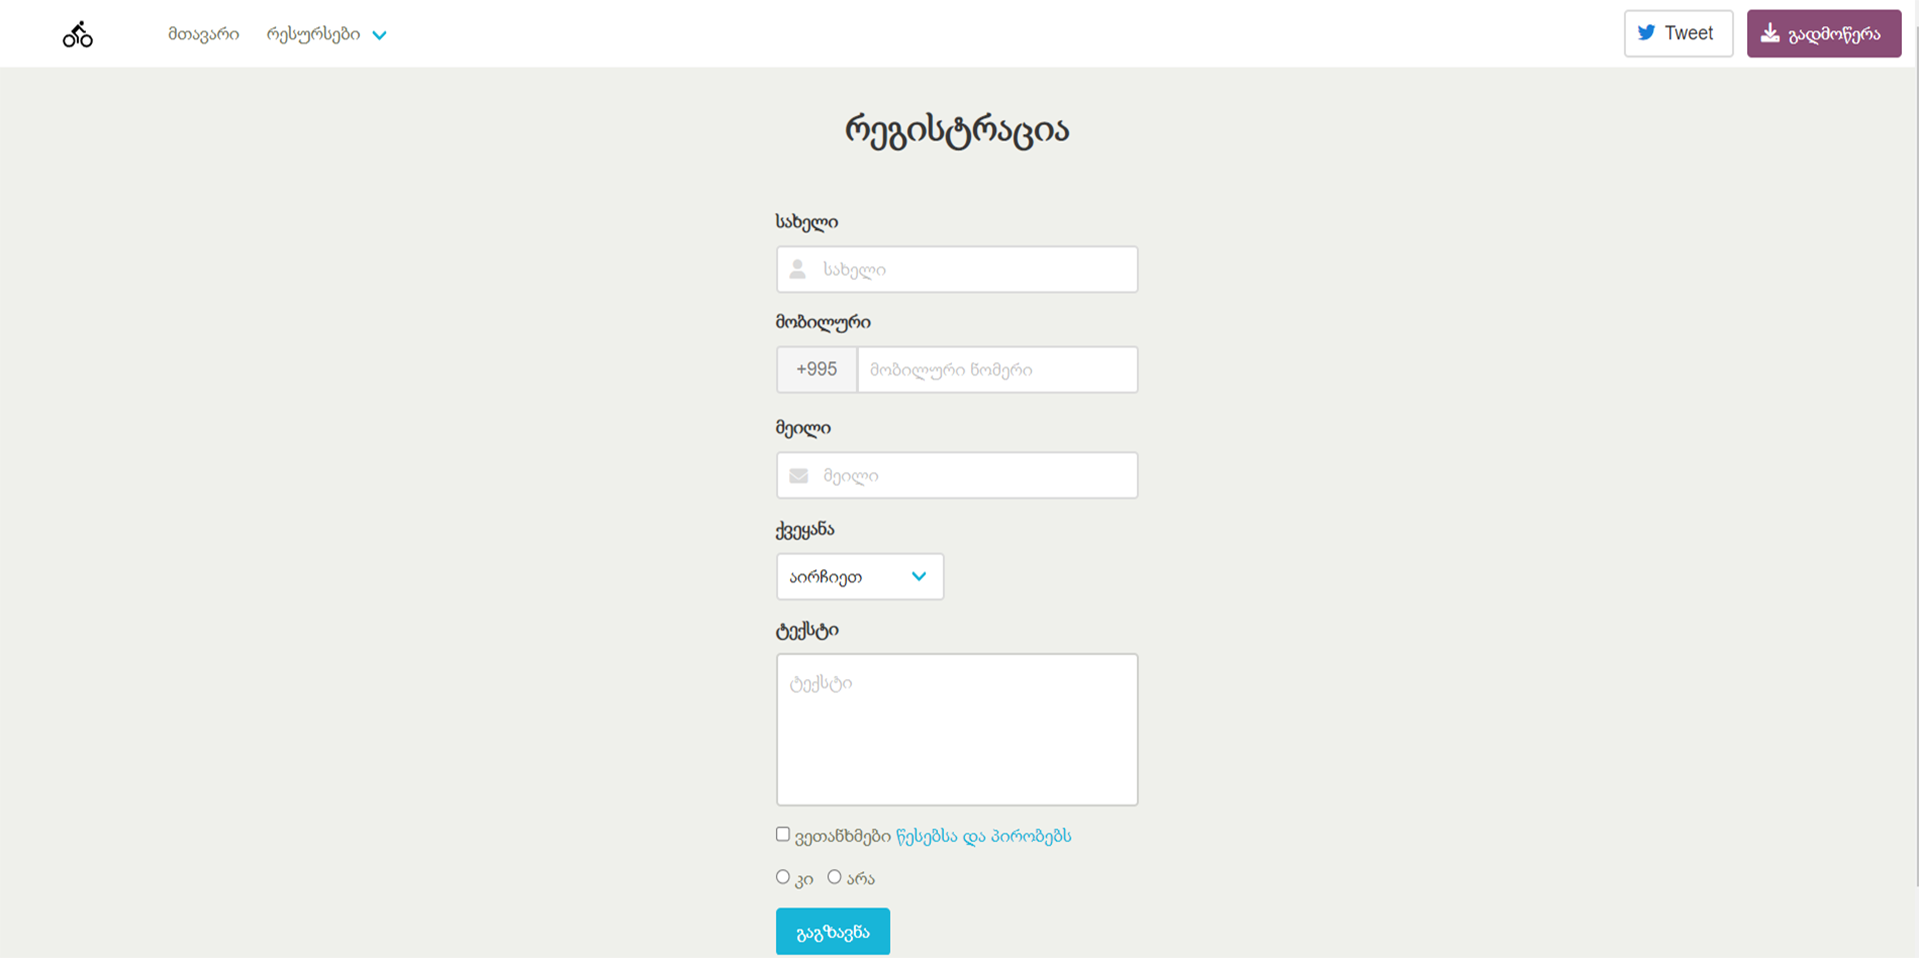 მთავარი რესურსები Tweet გადმოწერა
რეგისტრაცია
სახელი
სახელი
მობილური
+995 მობილური ნომერი
მეილი
მეილი
ქვეყანა
აირჩიეთ
ტექსტი
ტექსტი
ვეთანხმები წესებსა და პირობებს
კი არა
გაგზავნა